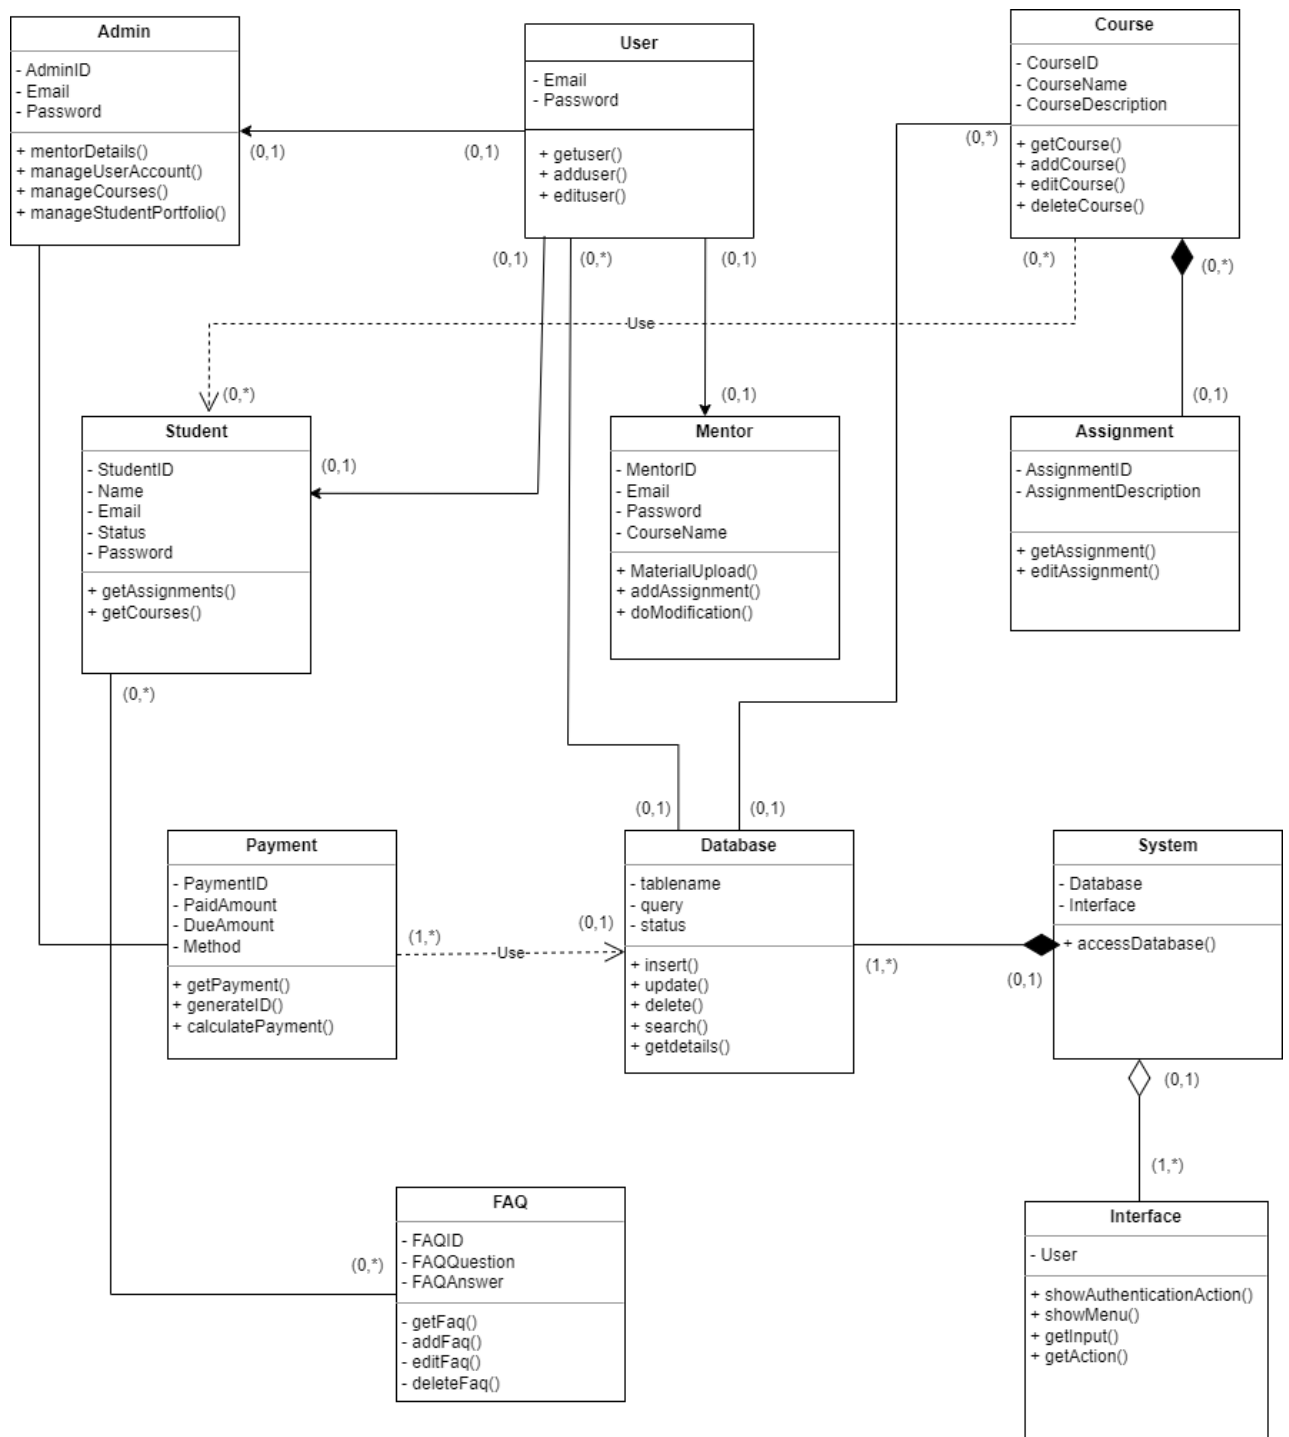 Admin
- AdminID
- Email
- Password
+ mentorDetails()
+ manageUserAccount()
+ manageCourses()
+ manageStudentPortfolio()
(0,1)
(0,1)
User
- Email
- Password
+ getuser()
+ adduser()
+ edituser()
(0,1)
(0,*)
(0,1)
Course
- CourseID
- CourseName
- CourseDescription
+ getCourse()
+ addCourse()
+ editCourse()
+ deleteCourse()
(0,*)
(0,*)
(0,*)
Use
(0,*)
(0,1)
(0,1)
Student
- StudentID
- Name
- Email
- Status
- Password
+ getAssignments()
+ getCourses()
(0,1)
(0,*)
Mentor
- MentorID
- Email
- Password
- CourseName
+ MaterialUpload()
+ addAssignment()
+ doModification()
Assignment
- AssignmentID
- AssignmentDescription
+ getAssignment()
+ editAssignment()
(0,1)
(0,1)
Payment
- PaymentID
- PaidAmount
- DueAmount
- Method
+ getPayment()
+ generateID()
+ calculatePayment()
(1,*)
Use
(0,1)
Database
- tablename
- query
- status
+ insert()
+ update()
+ delete()
+ search()
+ getdetails()
(1,*)
(0,1)
System
- Database
- Interface
+ accessDatabase()
(0,1)
(1,*)
FAQ
- FAQID
- FAQQuestion
- FAQAnswer
- getFaq()
- addFaq()
- editFaq()
- deleteFaq()
(0,*)
Interface
- User
+ showAuthenticationAction()
+ showMenu()
+ getInput()
+ getAction()